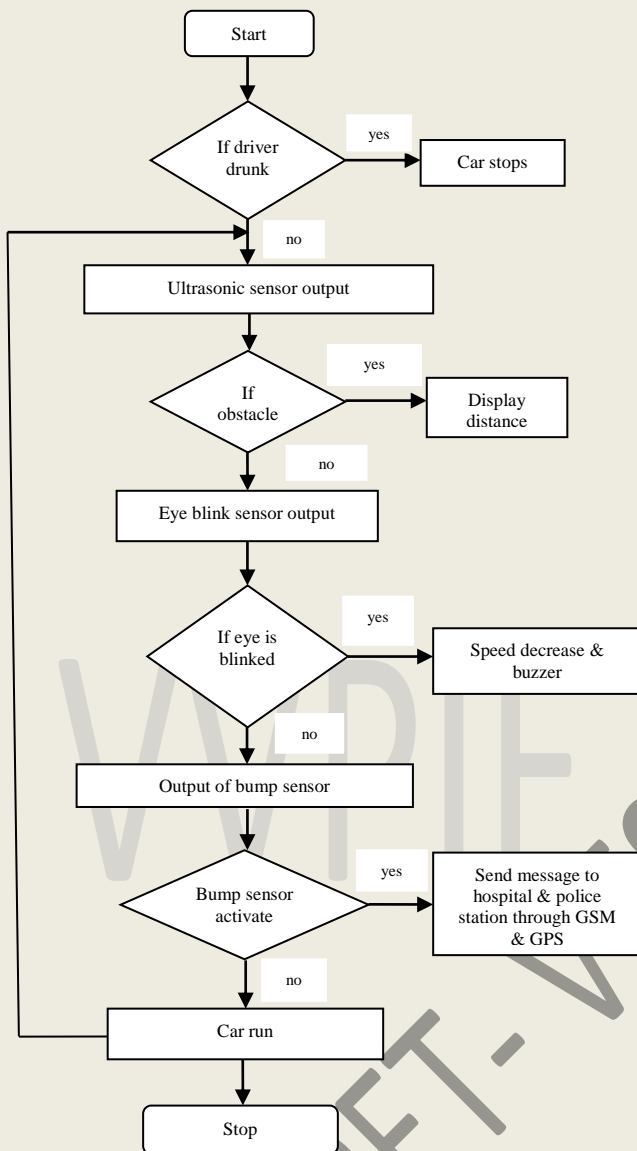 Start
If driver
drunk
yes
Car stops
no
Ultrasonic sensor output
If
obstacle
yes
Display
distance
no
Eye blink sensor output
If eye is
blinked
yes
Speed decrease &
buzzer
no
Output of bump sensor
Bump sensor
activate
yes
Send message to
hospital & police
station through GSM
& GPS
no
Car run
Stop